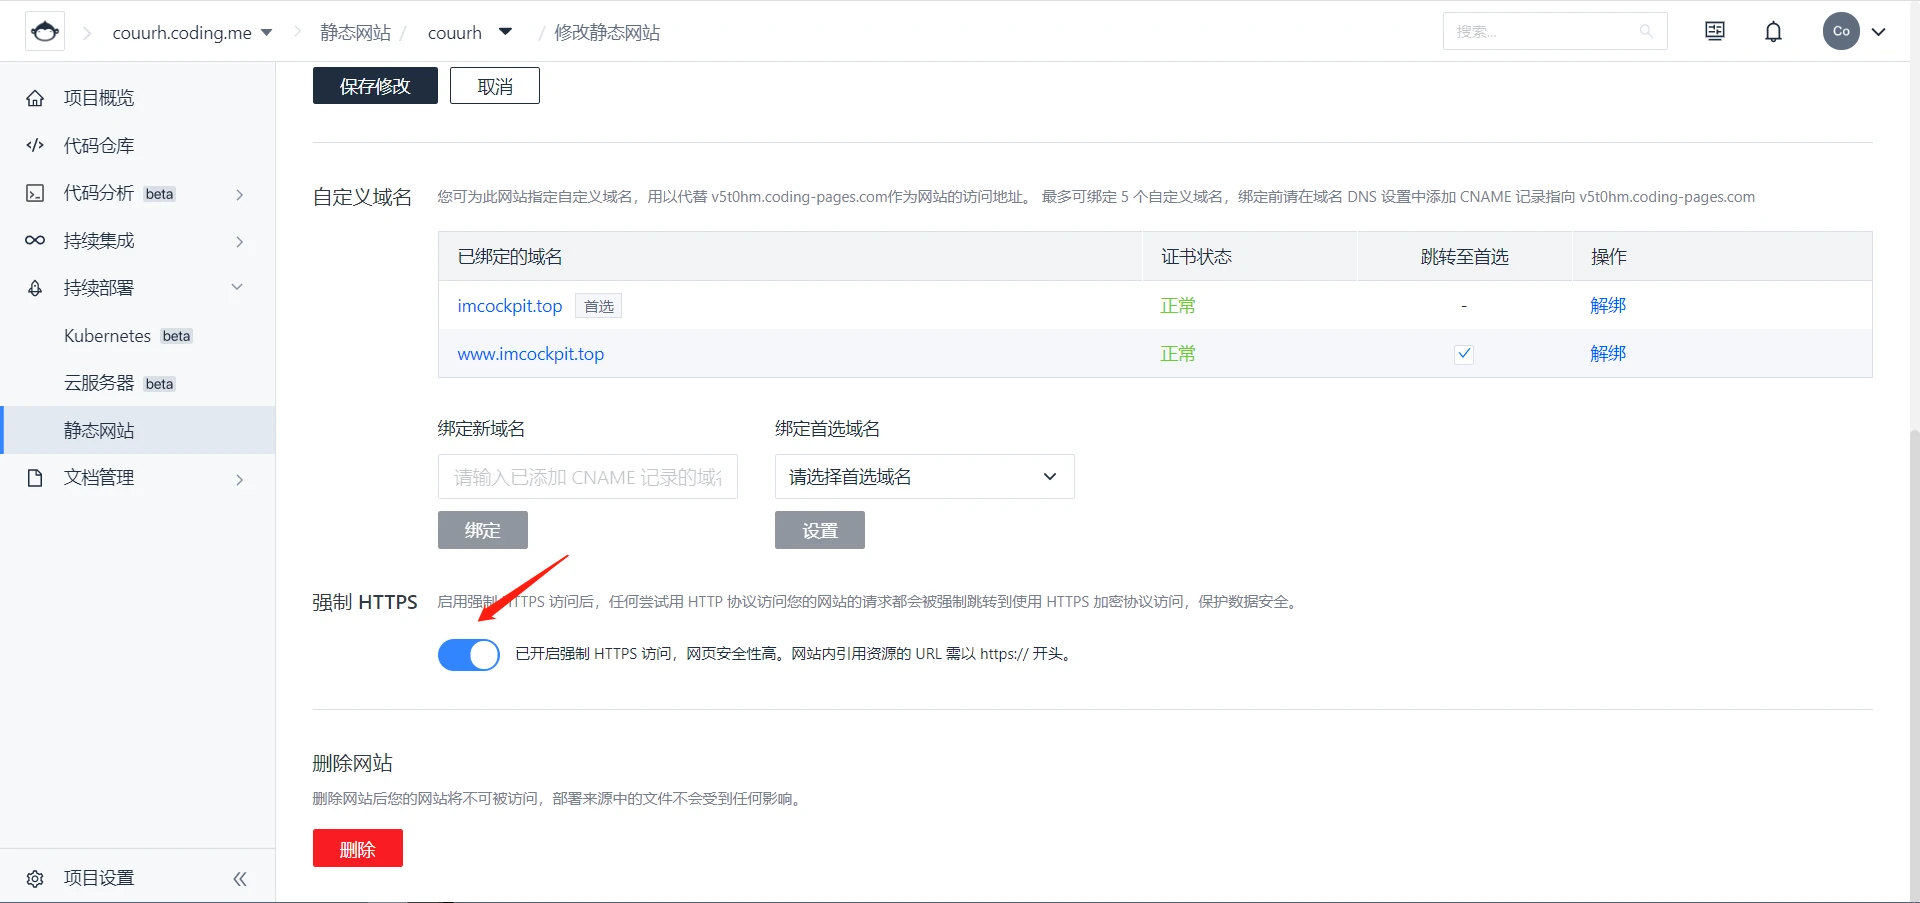 couurh.coding.me
静态网站 / couurh / 修改静态网站
搜索...
Co
项目概览
代码仓库
代码分析 beta
持续集成
持续部署
Kubernetes beta
云服务器 beta
静态网站
文档管理
项目设置
保存修改 取消
自定义域名 您可为此网站指定自定义域名，用以代替 v5t0hm.coding-pages.com作为网站的访问地址。 最多可绑定 5 个自定义域名，绑定前请在域名 DNS 设置中添加 CNAME 记录指向 v5t0hm.coding-pages.com
已绑定的域名 证书状态 跳转至首选 操作
imcockpit.top 首选 正常 - 解绑
www.imcockpit.top 正常 解绑
绑定新域名 绑定首选域名
请输入已添加 CNAME 记录的域 请选择首选域名
绑定 设置
强制 HTTPS 启用强制 HTTPS 访问后，任何尝试用 HTTP 协议访问您的网站的请求都会被强制跳转到使用 HTTPS 加密协议访问，保护数据安全。
已开启强制 HTTPS 访问，网页安全性高。网站内引用资源的 URL 需以 https:// 开头。
删除网站
删除网站后您的网站将不可被访问，部署来源中的文件不会受到任何影响。
删除